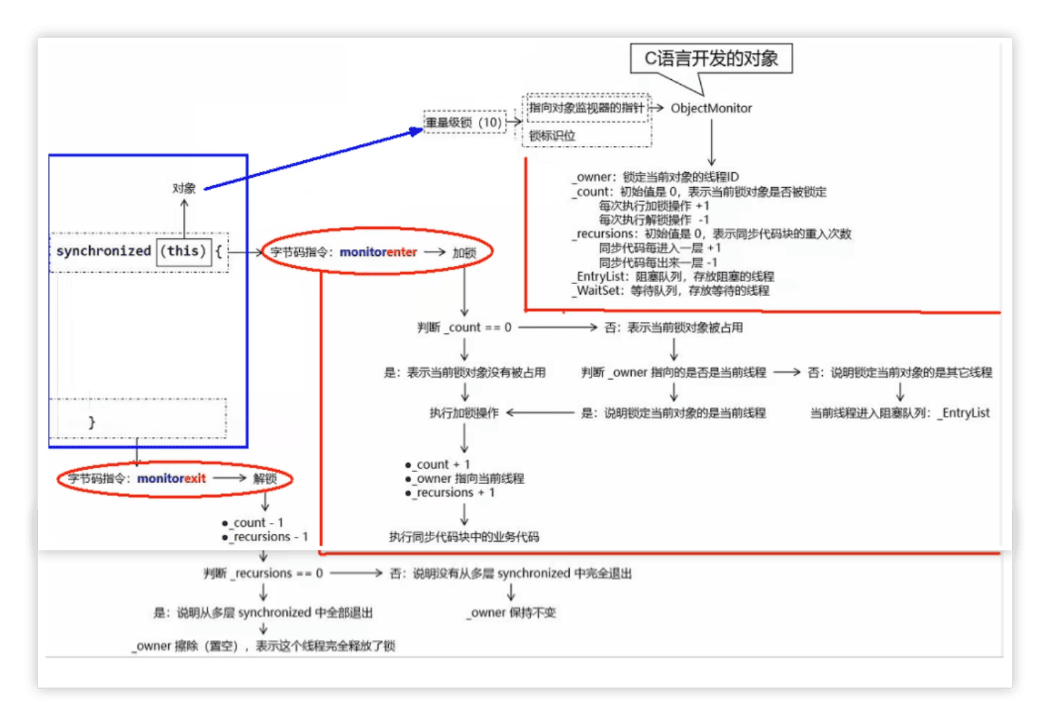 C语言开发的对象
重量级锁（10）
指向对象监视器的指针
ObjectMonitor
锁标识位
_owner：锁定当前对象的线程ID
_count：初始值是 0，表示当前锁对象是否被锁定
每次执行加锁操作 +1
每次执行解锁操作 -1
_recursions：初始值是 0，表示同步代码块的重入次数
同步代码每进入一层 +1
同步代码每出来一层 -1
_EntryList：阻塞队列，存放阻塞的线程
_WaitSet：等待队列，存放等待的线程
对象
synchronized (this) {
}
字节码指令：monitorenter
加锁
判断 _count == 0
否：表示当前锁对象被占用
是：表示当前锁对象没有被占用
判断 _owner 指向的是否是当前线程
否：说明锁定当前对象的是其它线程
执行加锁操作
是：说明锁定当前对象的是当前线程
当前线程进入阻塞队列：_EntryList
●_count + 1
●_owner 指向当前线程
●_recursions + 1
执行同步代码块中的业务代码
字节码指令：monitorexit
解锁
●_count - 1
●_recursions - 1
判断 _recursions == 0
否：说明没有从多层 synchronized 中完全退出
是：说明从多层 synchronized 中全部退出
_owner 保持不变
_owner 擦除（置空），表示这个线程完全释放了锁